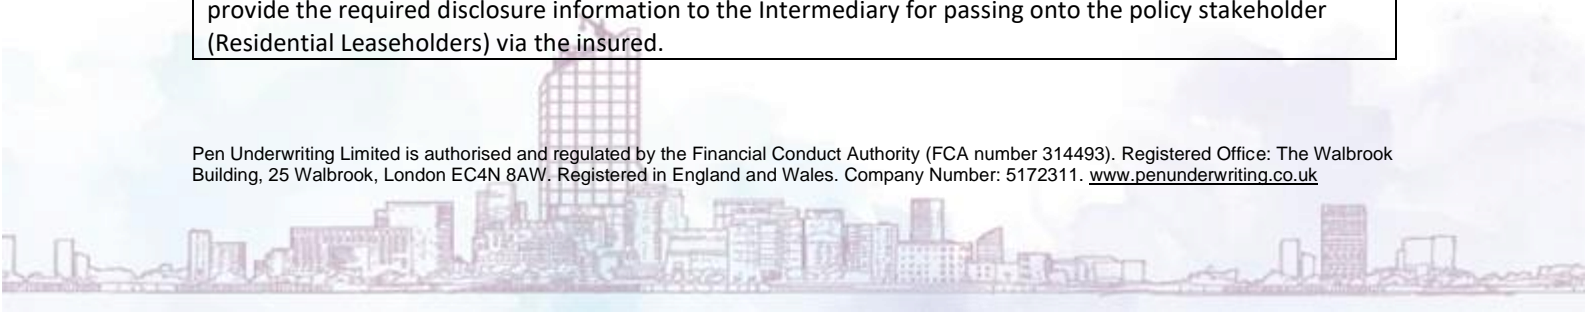 provide the required disclosure information to the Intermediary for passing onto the policy stakeholder
(Residential Leaseholders) via the insured.
Pen Underwriting Limited is authorised and regulated by the Financial Conduct Authority (FCA number 314493). Registered Office: The Walbrook
Building, 25 Walbrook, London EC4N 8AW. Registered in England and Wales. Company Number: 5172311. www.penunderwriting.co.uk